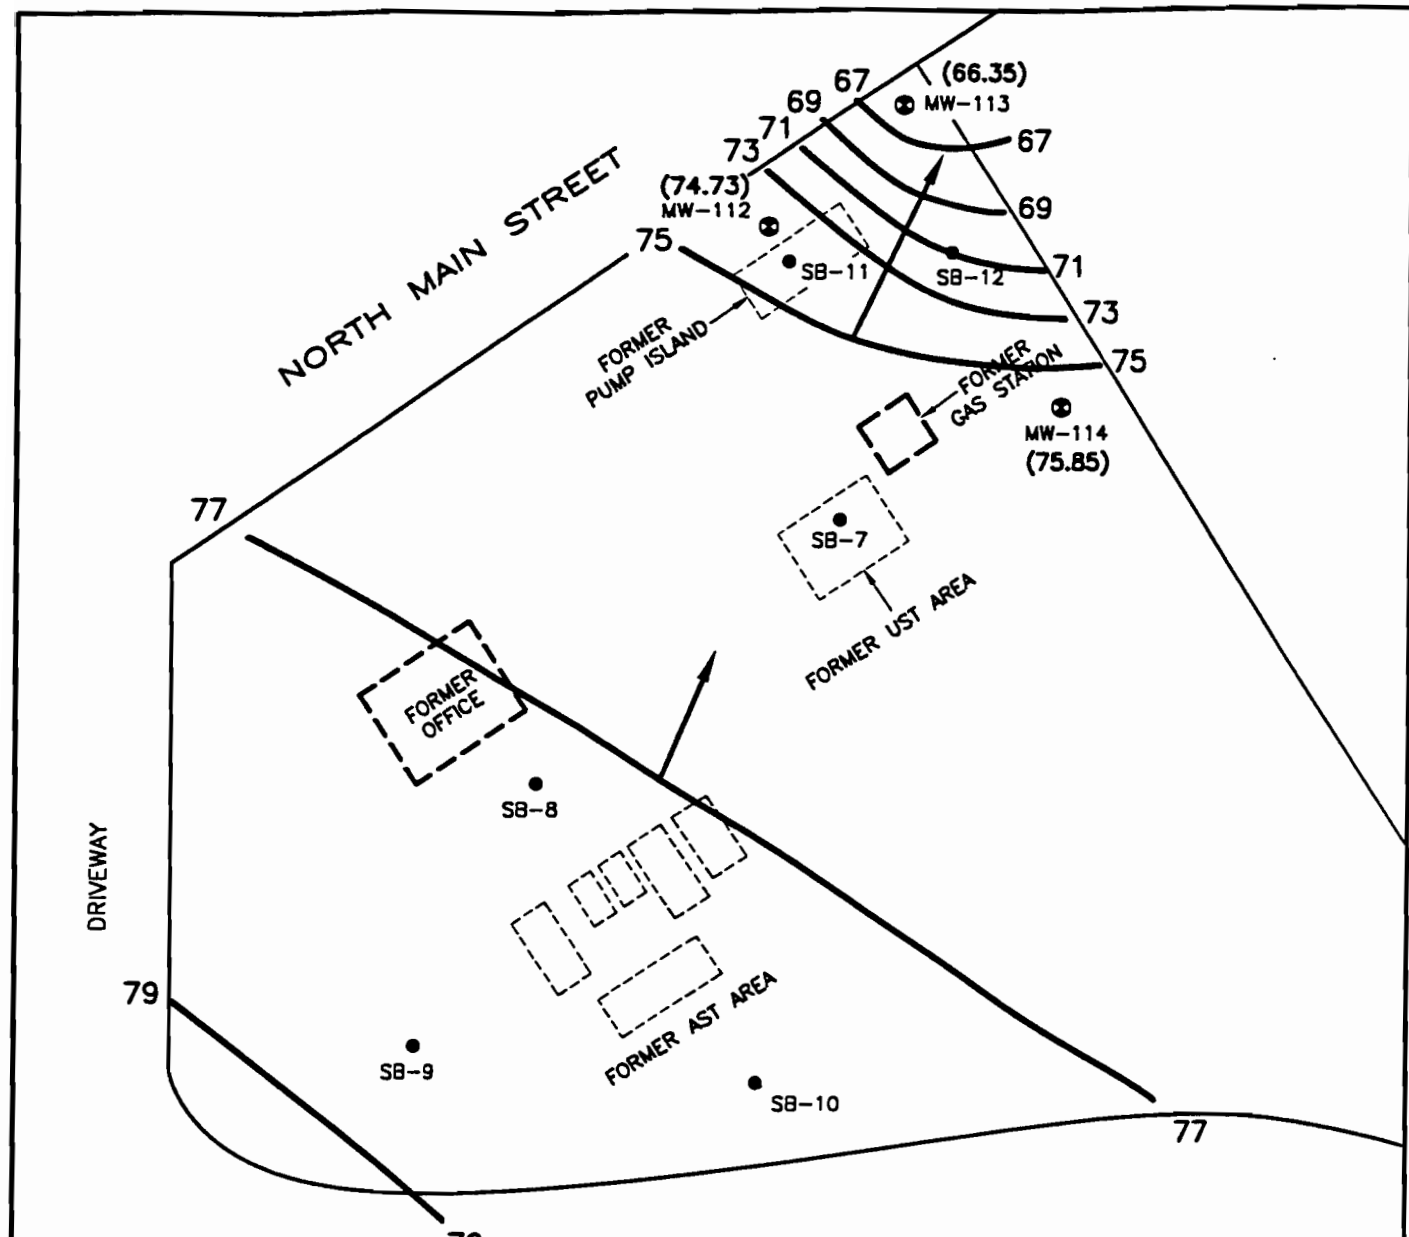 67
(66.35)
MW-113
69
71
67
73
(74.73)
MW-112
NORTH MAIN STREET
75
69
SB-11
SB-12
71
73
FORMER
PUMP ISLAND
FORMER
GAS STATION
75
MW-114
(75.85)
77
SB-7
FORMER UST AREA
FORMER
OFFICE
SB-8
DRIVEWAY
79
FORMER AST AREA
SB-9
SB-10
77